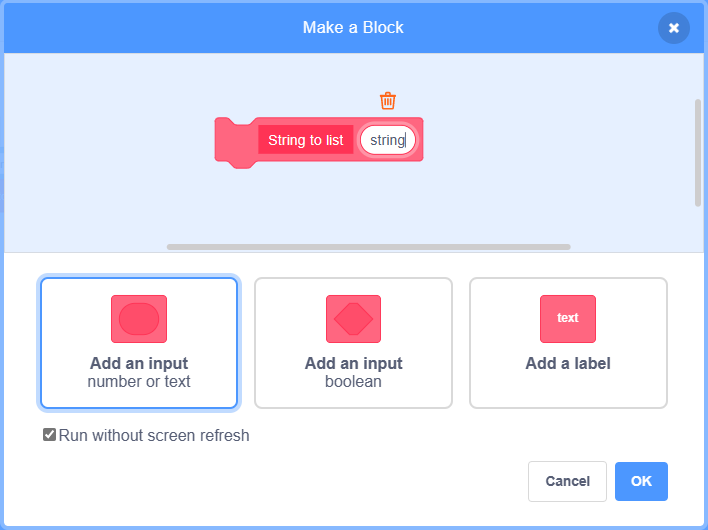 Make a Block
String to list string
text
Add an input
number or text
Add an input
boolean
Add a label
Run without screen refresh
Cancel OK